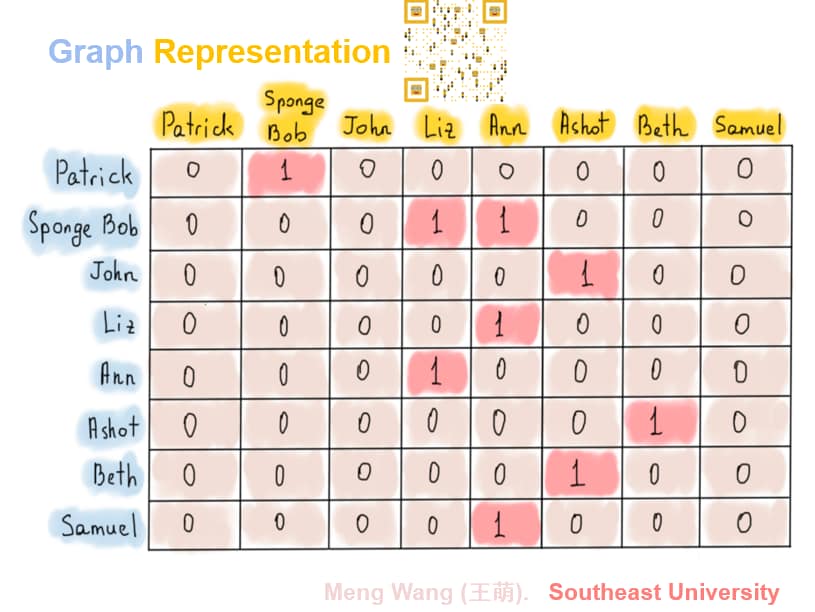 Graph Representation
Patrick Sponge Bob John Liz Ann Ashot Beth Samuel
Patrick 0 1 0 0 0 0 0 0
Sponge Bob 0 0 0 1 1 0 0 0
John 0 0 0 0 0 1 0 0
Liz 0 0 0 0 1 0 0 0
Ann 0 0 0 1 0 0 0 0
Ashot 0 0 0 0 0 0 1 0
Beth 0 0 0 0 0 1 0 0
Samuel 0 0 0 0 1 0 0 0
Meng Wang (王萌). Southeast University